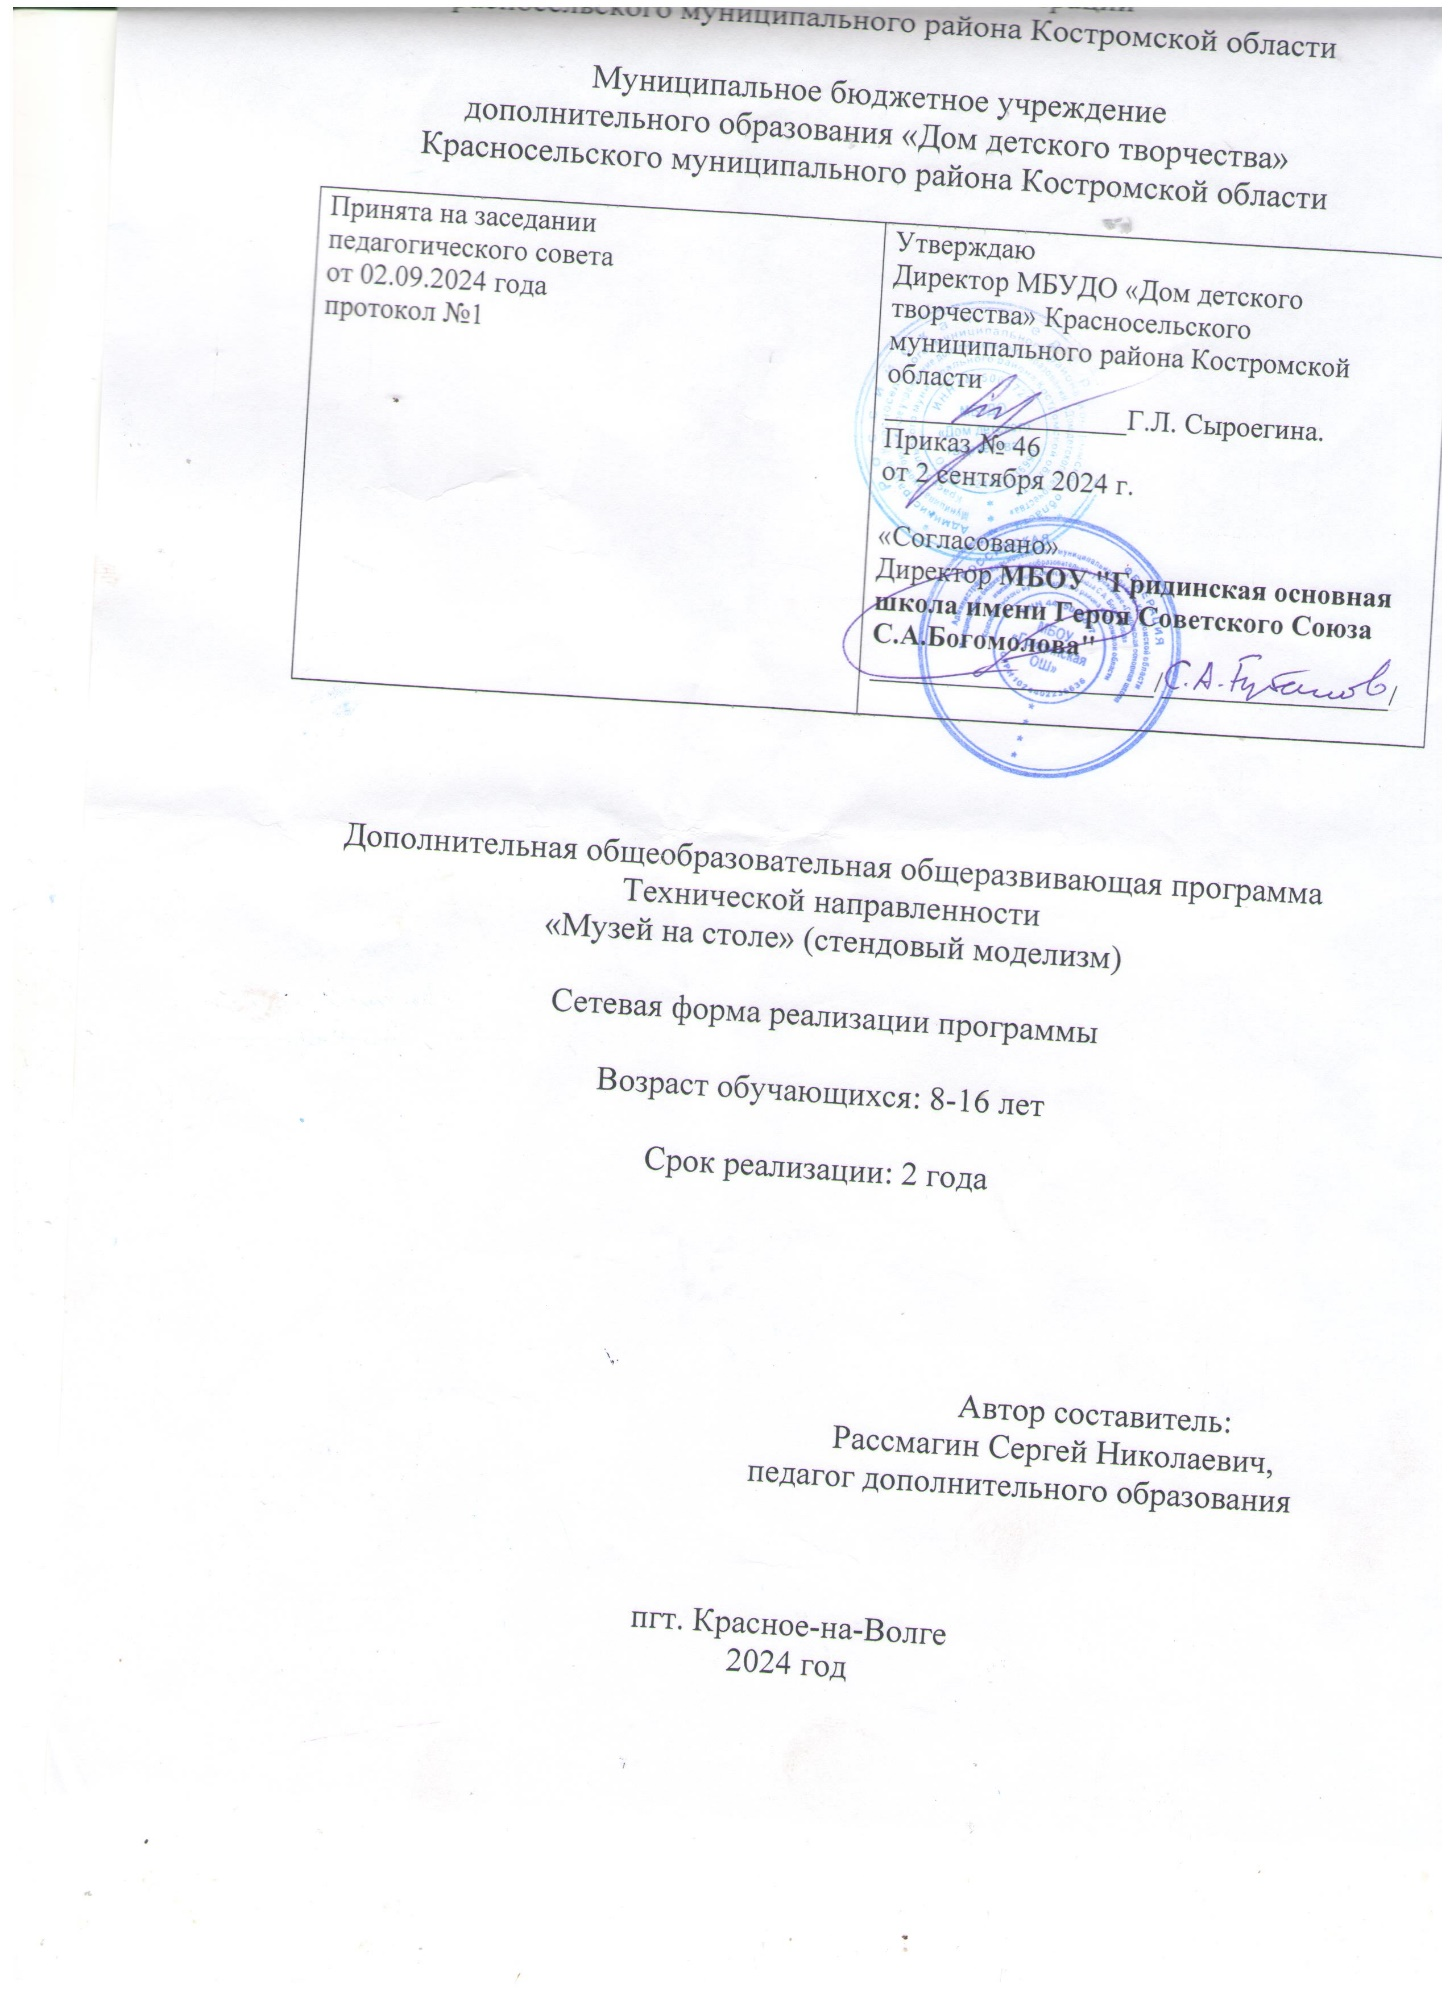 муниципального района Костромской области
Муниципальное бюджетное учреждение
дополнительного образования «Дом детского творчества»
Красносельского муниципального района Костромской области
Принята на заседании
педагогического совета
от 02.09.2024 года
протокол №1
Утверждаю
Директор МБУДО «Дом детского
творчества» Красносельского
муниципального района Костромской
области
Г.Л. Сыроегина.
Приказ № 46
от 2 сентября 2024 г.
«Согласовано»
Директор МБОУ "Гридинская основная
школа имени Героя Советского Союза
С.А.Богомолова"
/С.А. /
МБОУ
ОШ»
Дополнительная общеобразовательная общеразвивающая программа
Технической направленности
«Музей на столе» (стендовый моделизм)
Сетевая форма реализации программы
Возраст обучающихся: 8-16 лет
Срок реализации: 2 года
Автор составитель:
Рассмагин Сергей Николаевич,
педагог дополнительного образования
пгт. Красное-на-Волге
2024 год